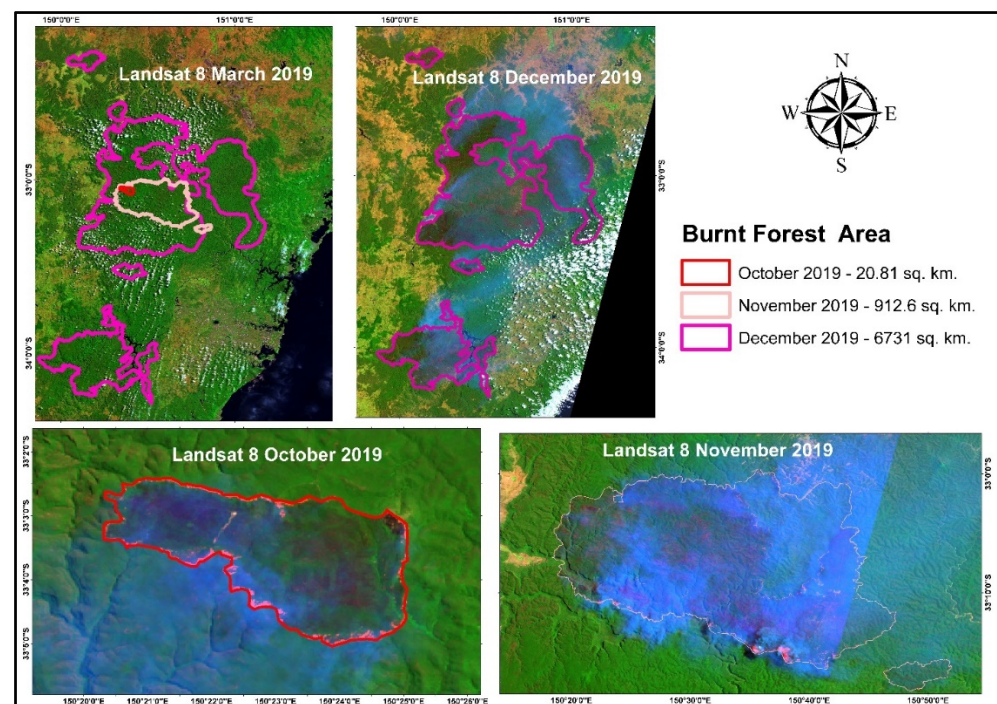 150°0'0"E
151°0'0"E
150°0'0"E
151°0'0"E
Landsat 8 March 2019
Landsat 8 December 2019
N
W
E
S
33°0'0"S
33°0'0"S
34°0'0"S
34°0'0"S
Burnt Forest Area
October 2019 - 20.81 sq. km.
November 2019 - 912.6 sq. km.
December 2019 - 6731 sq. km.
Landsat 8 October 2019
Landsat 8 November 2019
33°2'0"S
33°3'0"S
33°4'0"S
33°5'0"S
33°0'0"S
33°10'0"S
150°20'0"E
150°21'0"E
150°22'0"E
150°23'0"E
150°24'0"E
150°25'0"E
150°26'0"E
150°20'0"E
150°30'0"E
150°40'0"E
150°50'0"E